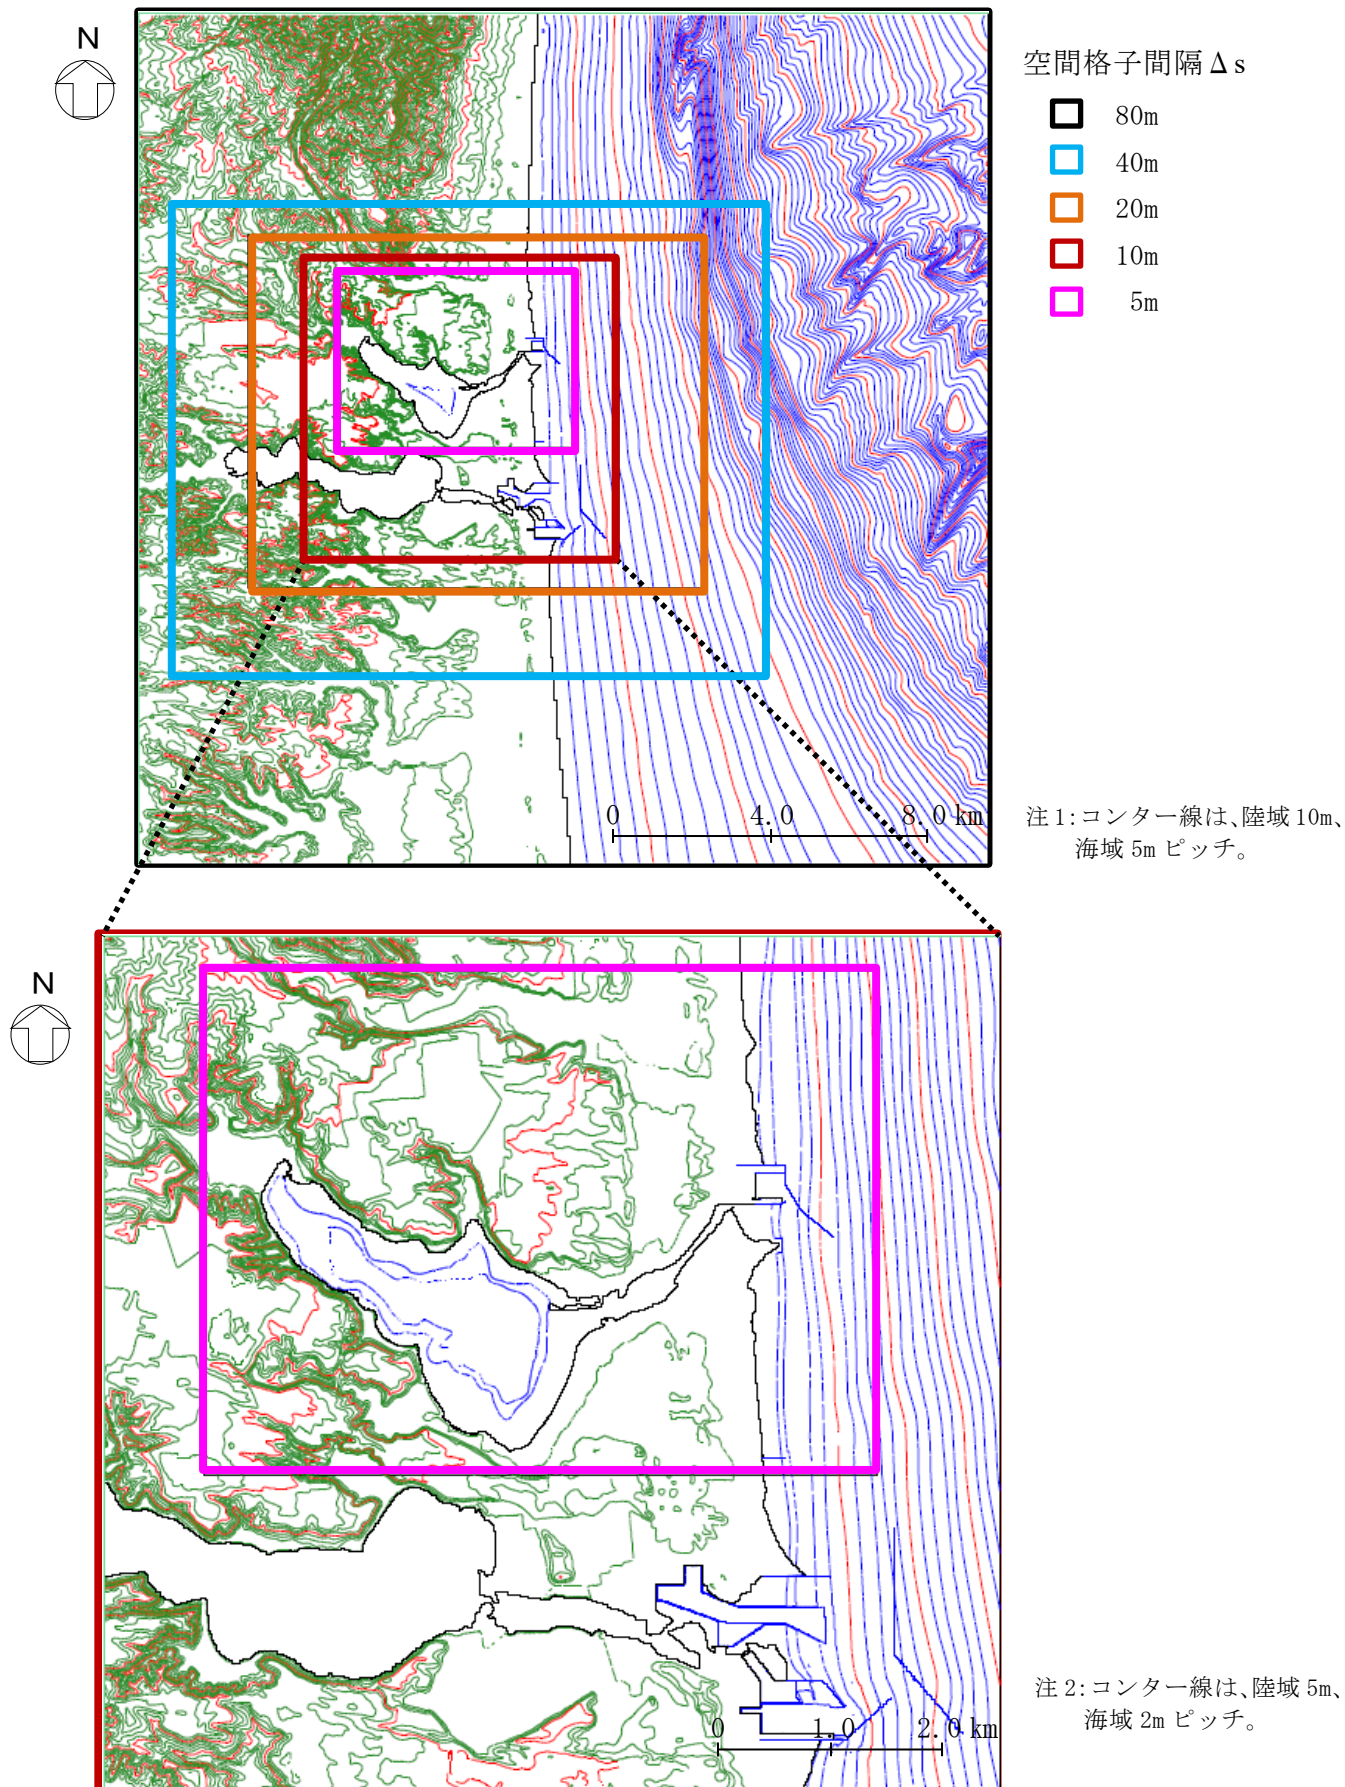 N
空間格子間隔Δs
80m
40m
20m
10m
5m
0 4.0 8.0 km
注1:コンター線は、陸域10m、
海域5mピッチ。
N
注2:コンター線は、陸域5m、
海域2mピッチ。
0 1.0 2.0 km